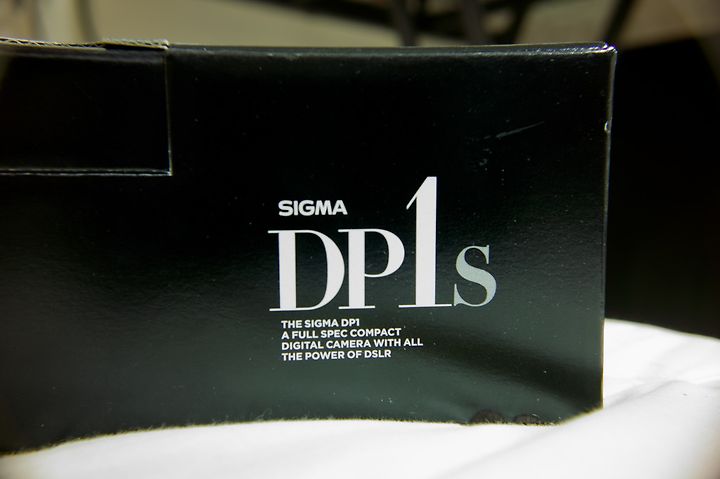 SIGMA
DP1s
THE SIGMA DP1
A FULL SPEC COMPACT
DIGITAL CAMERA WITH ALL
THE POWER OF DSLR